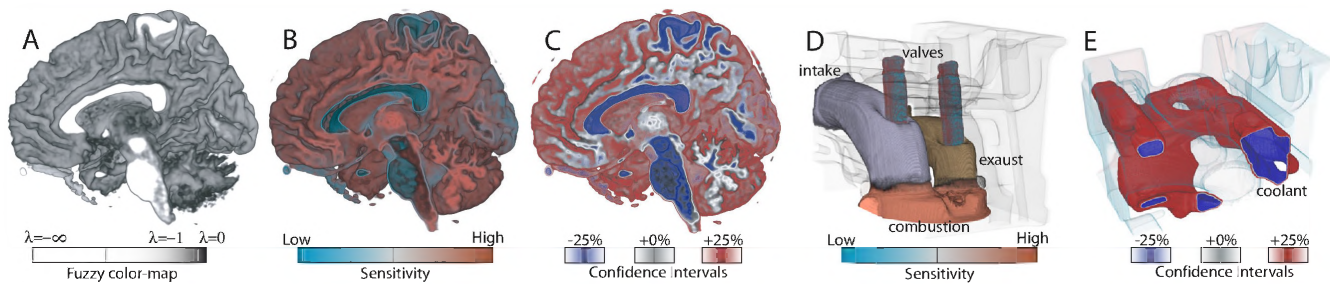 A
B
C
D
E
valves
intake
exhaust
coolant
combustion
λ=−∞
λ=−1
λ=0
Low
High
-25%
+0%
+25%
Low
High
-25%
+0%
+25%
Fuzzy color-map
Sensitivity
Confidence Intervals
Sensitivity
Confidence Intervals